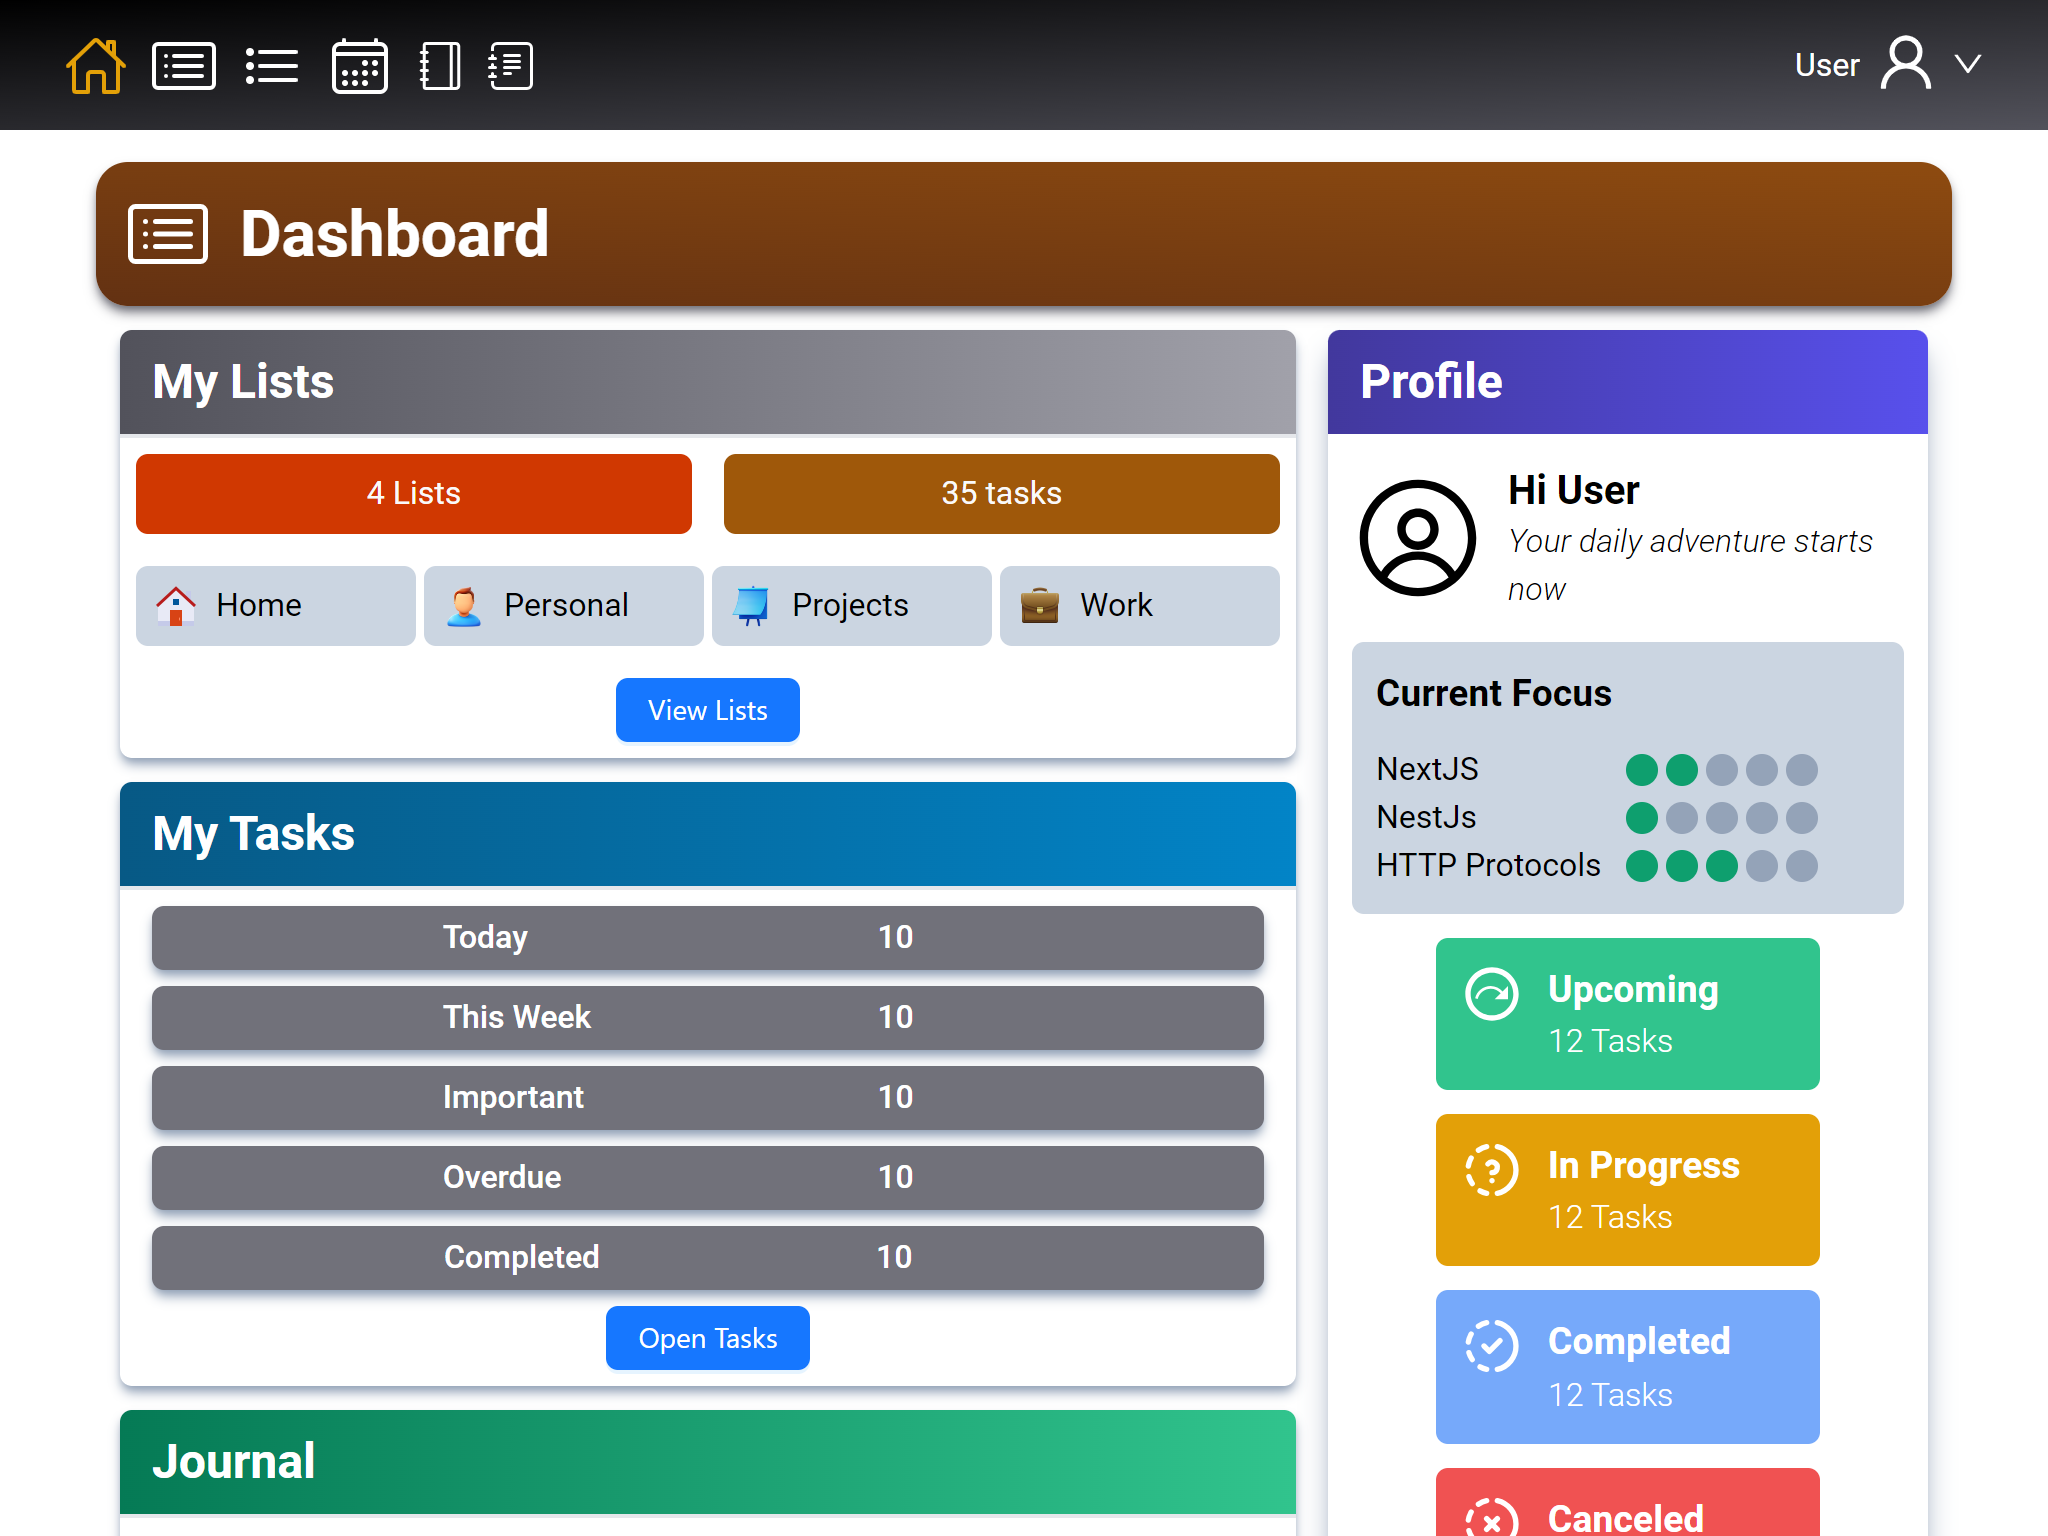 User
Dashboard
My Lists
4 Lists
35 tasks
Home
Personal
Projects
Work
View Lists
My Tasks
Today 10
This Week 10
Important 10
Overdue 10
Completed 10
Open Tasks
Journal
Profile
Hi User
Your daily adventure starts
now
Current Focus
NextJS
NestJs
HTTP Protocols
Upcoming
12 Tasks
In Progress
12 Tasks
Completed
12 Tasks
Canceled